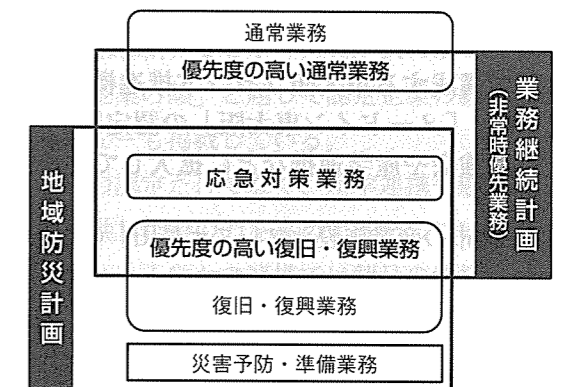 通常業務
優先度の高い通常業務
業務継続計画
(非常時優先業務)
地域防災計画
応急対策業務
優先度の高い復旧・復興業務
復旧・復興業務
災害予防・準備業務